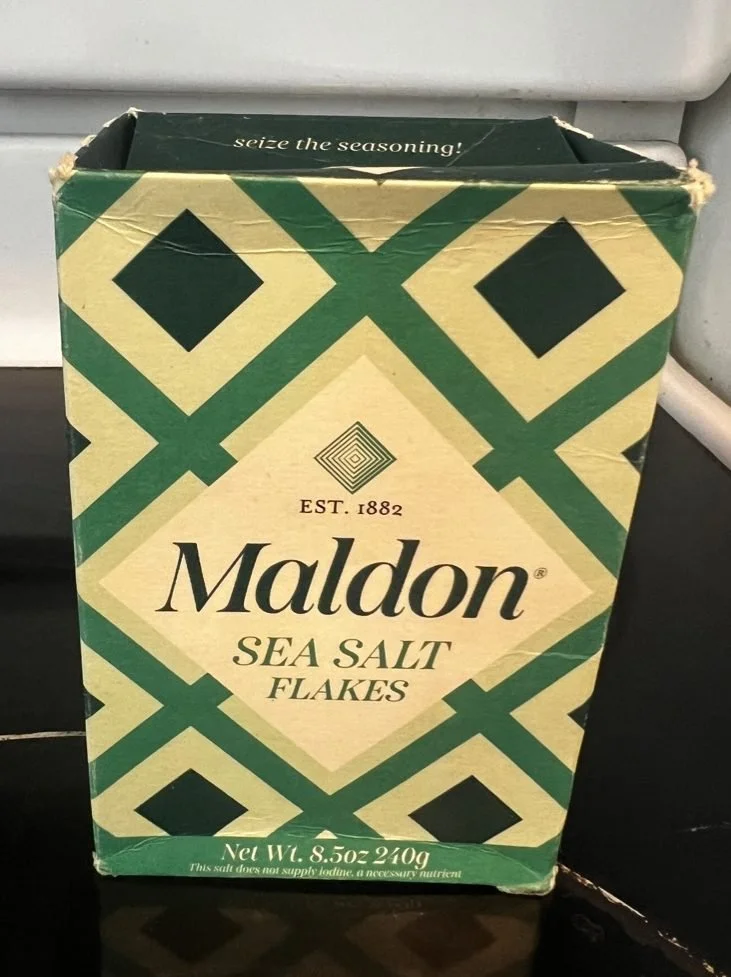 seize the seasoning!
EST. 1882
Maldon®
SEA SALT
FLAKES
Net Wt. 8.5oz 240g
This salt does not supply iodine, a necessary nutrient